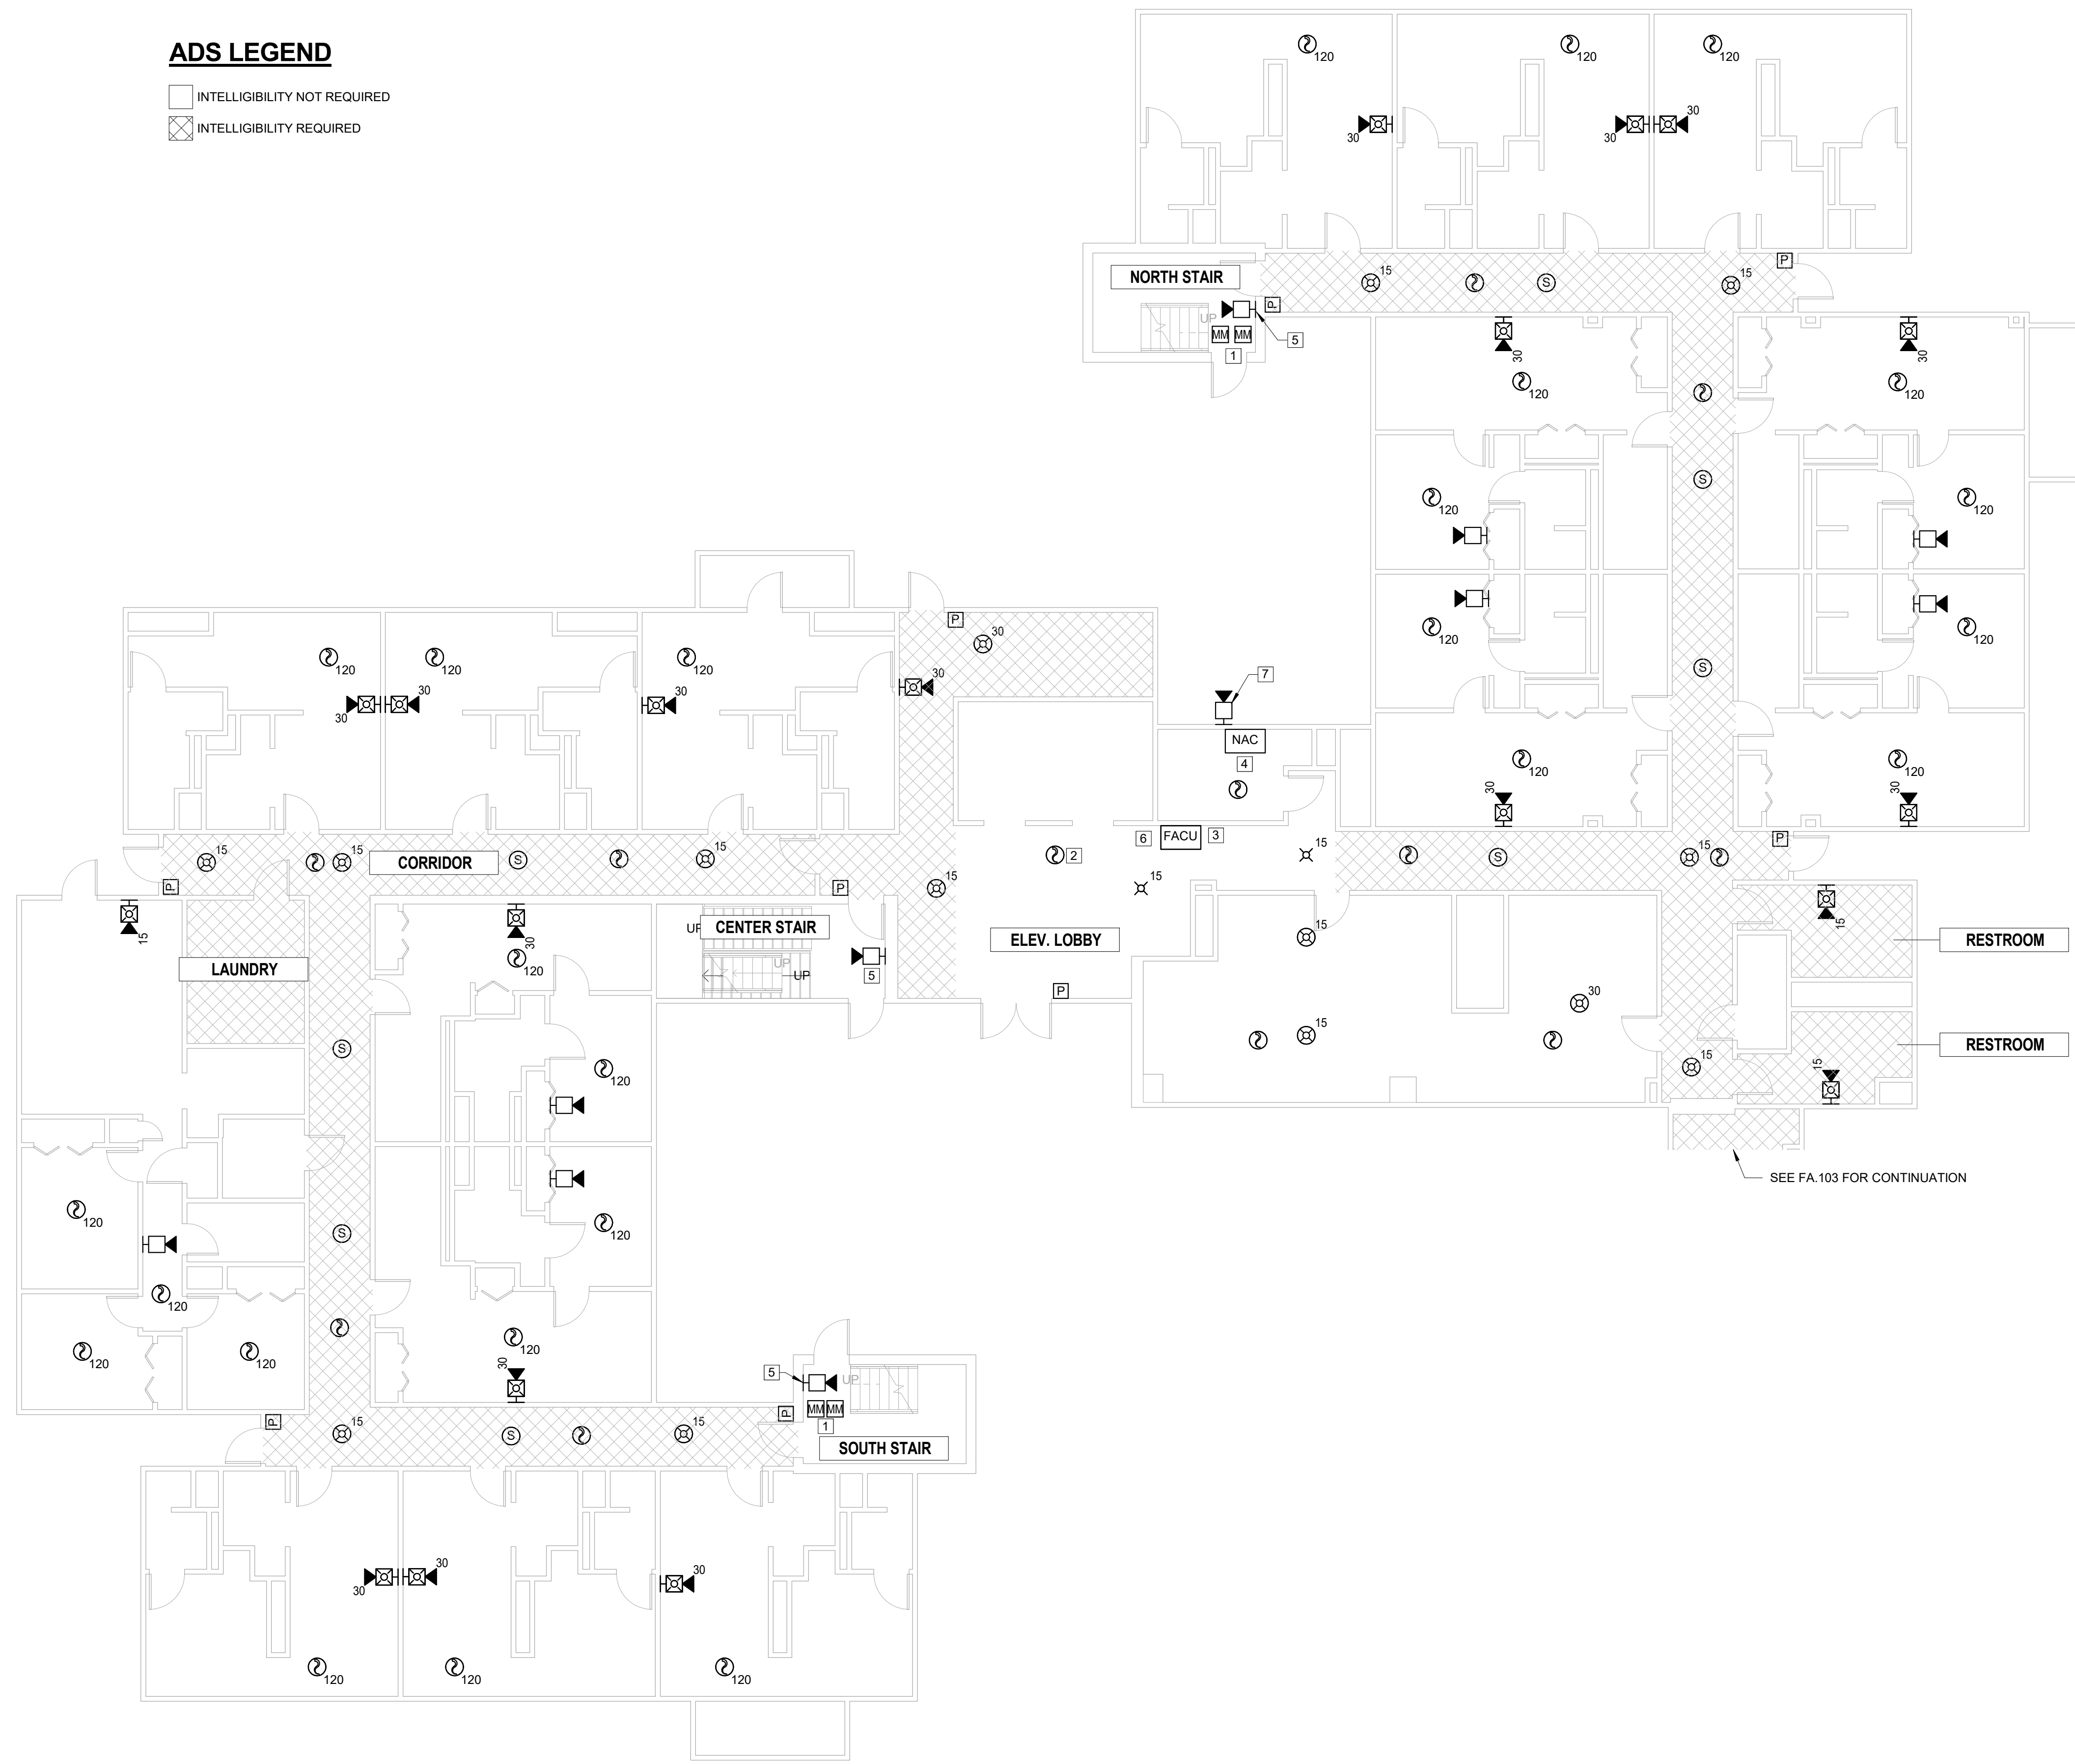 ADS LEGEND
INTELLIGIBILITY NOT REQUIRED
INTELLIGIBILITY REQUIRED
120
120
120
30
30
30
NORTH STAIR
15
S
15
P
P
UP
MM MM
1
5
30
30
120
120
S
120
120
120
120
S
P
30
30
120
120
120
30
30
30
7
NAC
4
120
120
30
30
15
15
15
CORRIDOR
S
P
P
15
2
6
FACU
3
15
15
S
15
P
15
30
120
UP
CENTER STAIR
UP
UP
5
ELEV. LOBBY
P
15
15
RESTROOM
LAUNDRY
S
15
30
RESTROOM
15
15
120
SEE FA.103 FOR CONTINUATION
120
120
S
120
120
120
120
30
5
UP
MM MM
1
P
P
15
S
15
SOUTH STAIR
30
30
30
120
120
120